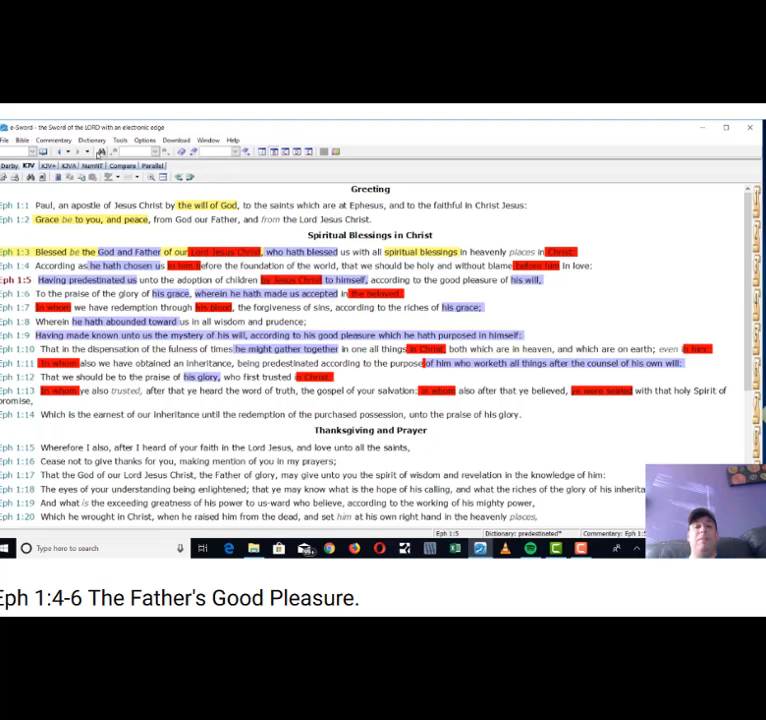 e-Sword - the Sword of the LORD with an electronic edge
File Bible Commentary Dictionary Tools Options Download Window Help
Darby KJV KJV+ KJVA NumNT Compare Parallel
Greeting
Eph 1:1 Paul, an apostle of Jesus Christ by the will of God, to the saints which are at Ephesus, and to the faithful in Christ Jesus:
Eph 1:2 Grace be to you, and peace, from God our Father, and from the Lord Jesus Christ.
Spiritual Blessings in Christ
Eph 1:3 Blessed be the God and Father of our Lord Jesus Christ, who hath blessed us with all spiritual blessings in heavenly places in Christ:
Eph 1:4 According as he hath chosen us in him before the foundation of the world, that we should be holy and without blame before him in love:
Eph 1:5 Having predestinated us unto the adoption of children by Jesus Christ to himself, according to the good pleasure of his will,
Eph 1:6 To the praise of the glory of his grace, wherein he hath made us accepted in the beloved.
Eph 1:7 In whom we have redemption through his blood, the forgiveness of sins, according to the riches of his grace;
Eph 1:8 Wherein he hath abounded toward us in all wisdom and prudence;
Eph 1:9 Having made known unto us the mystery of his will, according to his good pleasure which he hath purposed in himself:
Eph 1:10 That in the dispensation of the fulness of times he might gather together in one all things in Christ, both which are in heaven, and which are on earth; even in him:
Eph 1:11 In whom also we have obtained an inheritance, being predestinated according to the purpose of him who worketh all things after the counsel of his own will:
Eph 1:12 That we should be to the praise of his glory, who first trusted in Christ.
Eph 1:13 In whom ye also trusted, after that ye heard the word of truth, the gospel of your salvation: in whom also after that ye believed, ye were sealed with that holy Spirit of
promise,
Eph 1:14 Which is the earnest of our inheritance until the redemption of the purchased possession, unto the praise of his glory.
Thanksgiving and Prayer
Eph 1:15 Wherefore I also, after I heard of your faith in the Lord Jesus, and love unto all the saints,
Eph 1:16 Cease not to give thanks for you, making mention of you in my prayers;
Eph 1:17 That the God of our Lord Jesus Christ, the Father of glory, may give unto you the spirit of wisdom and revelation in the knowledge of him:
Eph 1:18 The eyes of your understanding being enlightened; that ye may know what is the hope of his calling, and what the riches of the glory of his inherita
Eph 1:19 And what is the exceeding greatness of his power to us-ward who believe, according to the working of his mighty power,
Eph 1:20 Which he wrought in Christ, when he raised him from the dead, and set him at his own right hand in the heavenly places,
Eph 1:5 Dictionary: predestinated* Commentary: Eph 1:5
Type here to search
Eph 1:4-6 The Father's Good Pleasure.